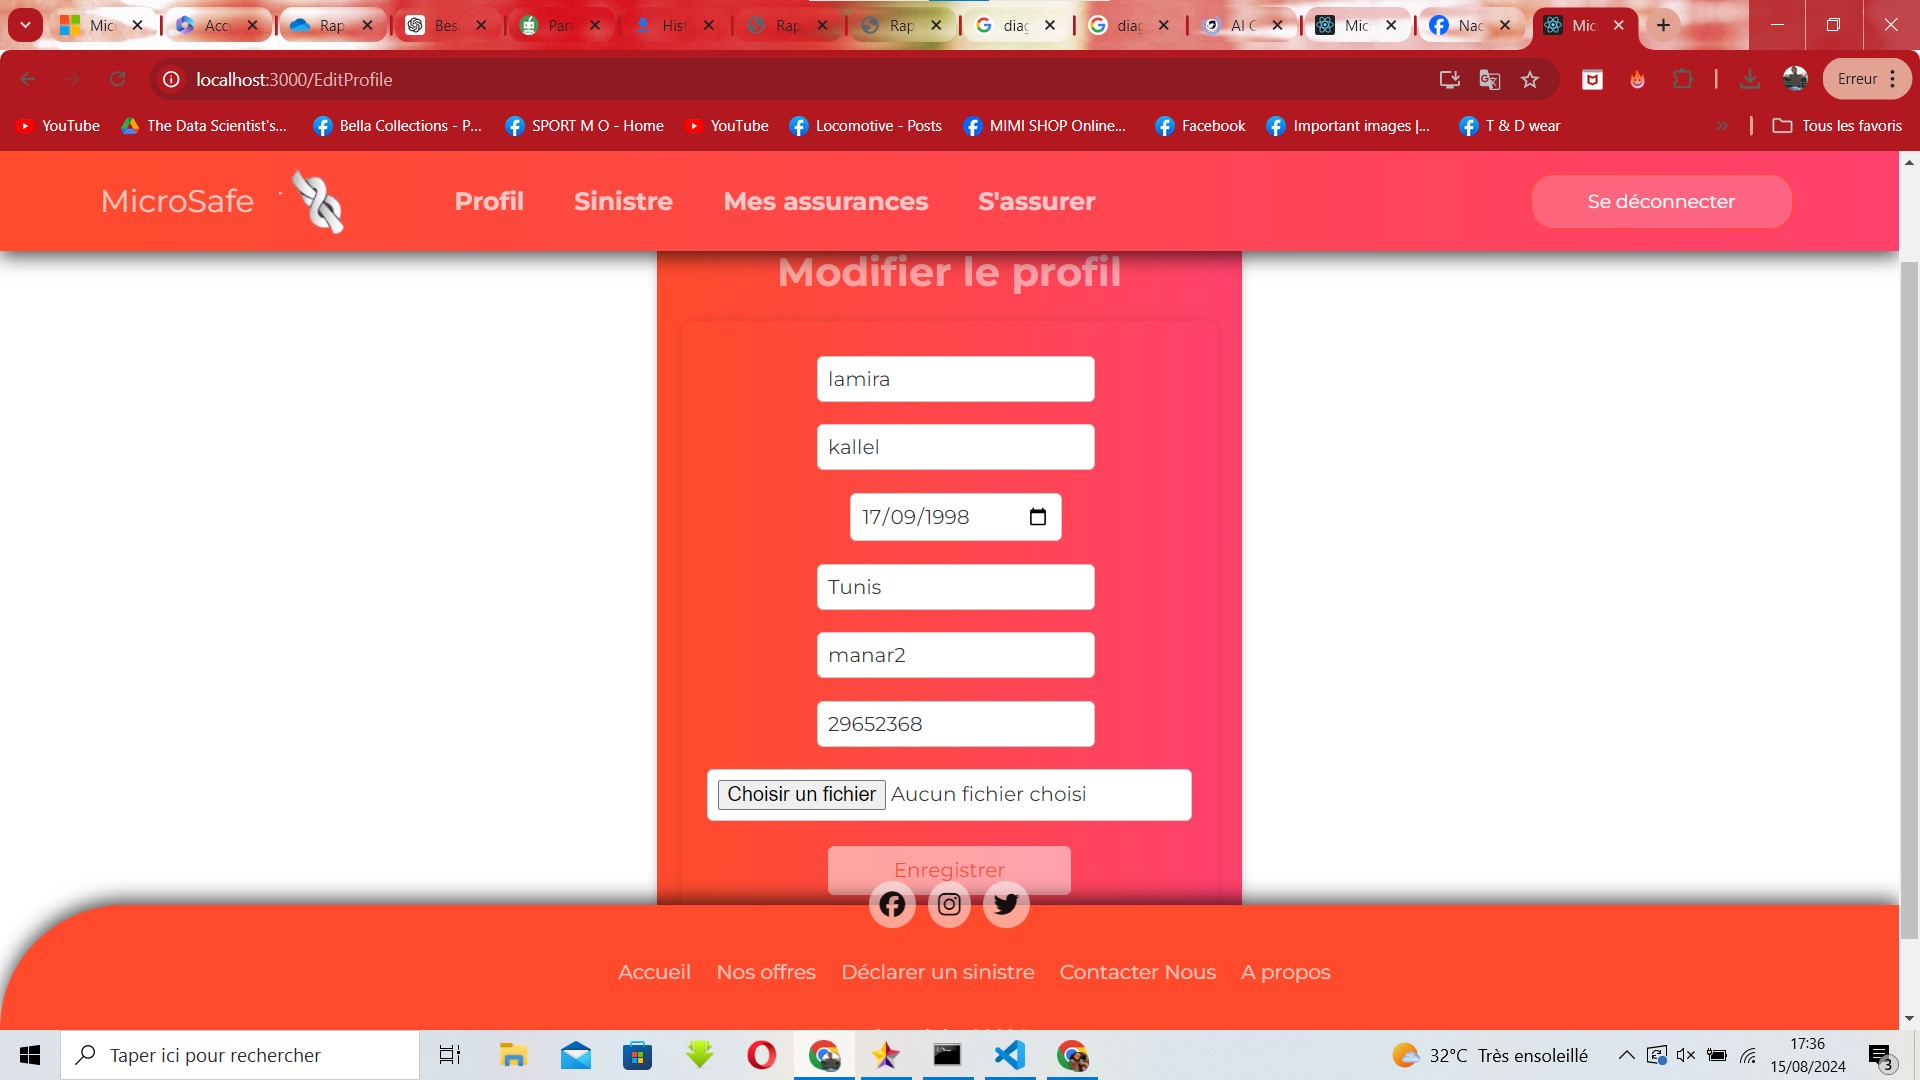 Mic
Acc
Rap
Bes
Par
Hist
Rap
Rap
diag
diag
AI C
Mic
Nac
Mic
localhost:3000/EditProfile
Erreur
YouTube
The Data Scientist's...
Bella Collections - P...
SPORT M O - Home
YouTube
Locomotive - Posts
MIMI SHOP Online...
Facebook
Important images |...
T & D wear
Tous les favoris
MicroSafe
Profil
Sinistre
Mes assurances
S'assurer
Se déconnecter
Modifier le profil
lamira
kallel
17/09/1998
Tunis
manar2
29652368
Choisir un fichier Aucun fichier choisi
Enregistrer
Accueil
Nos offres
Déclarer un sinistre
Contacter Nous
A propos
Taper ici pour rechercher
32°C Très ensoleillé
17:36
15/08/2024
3